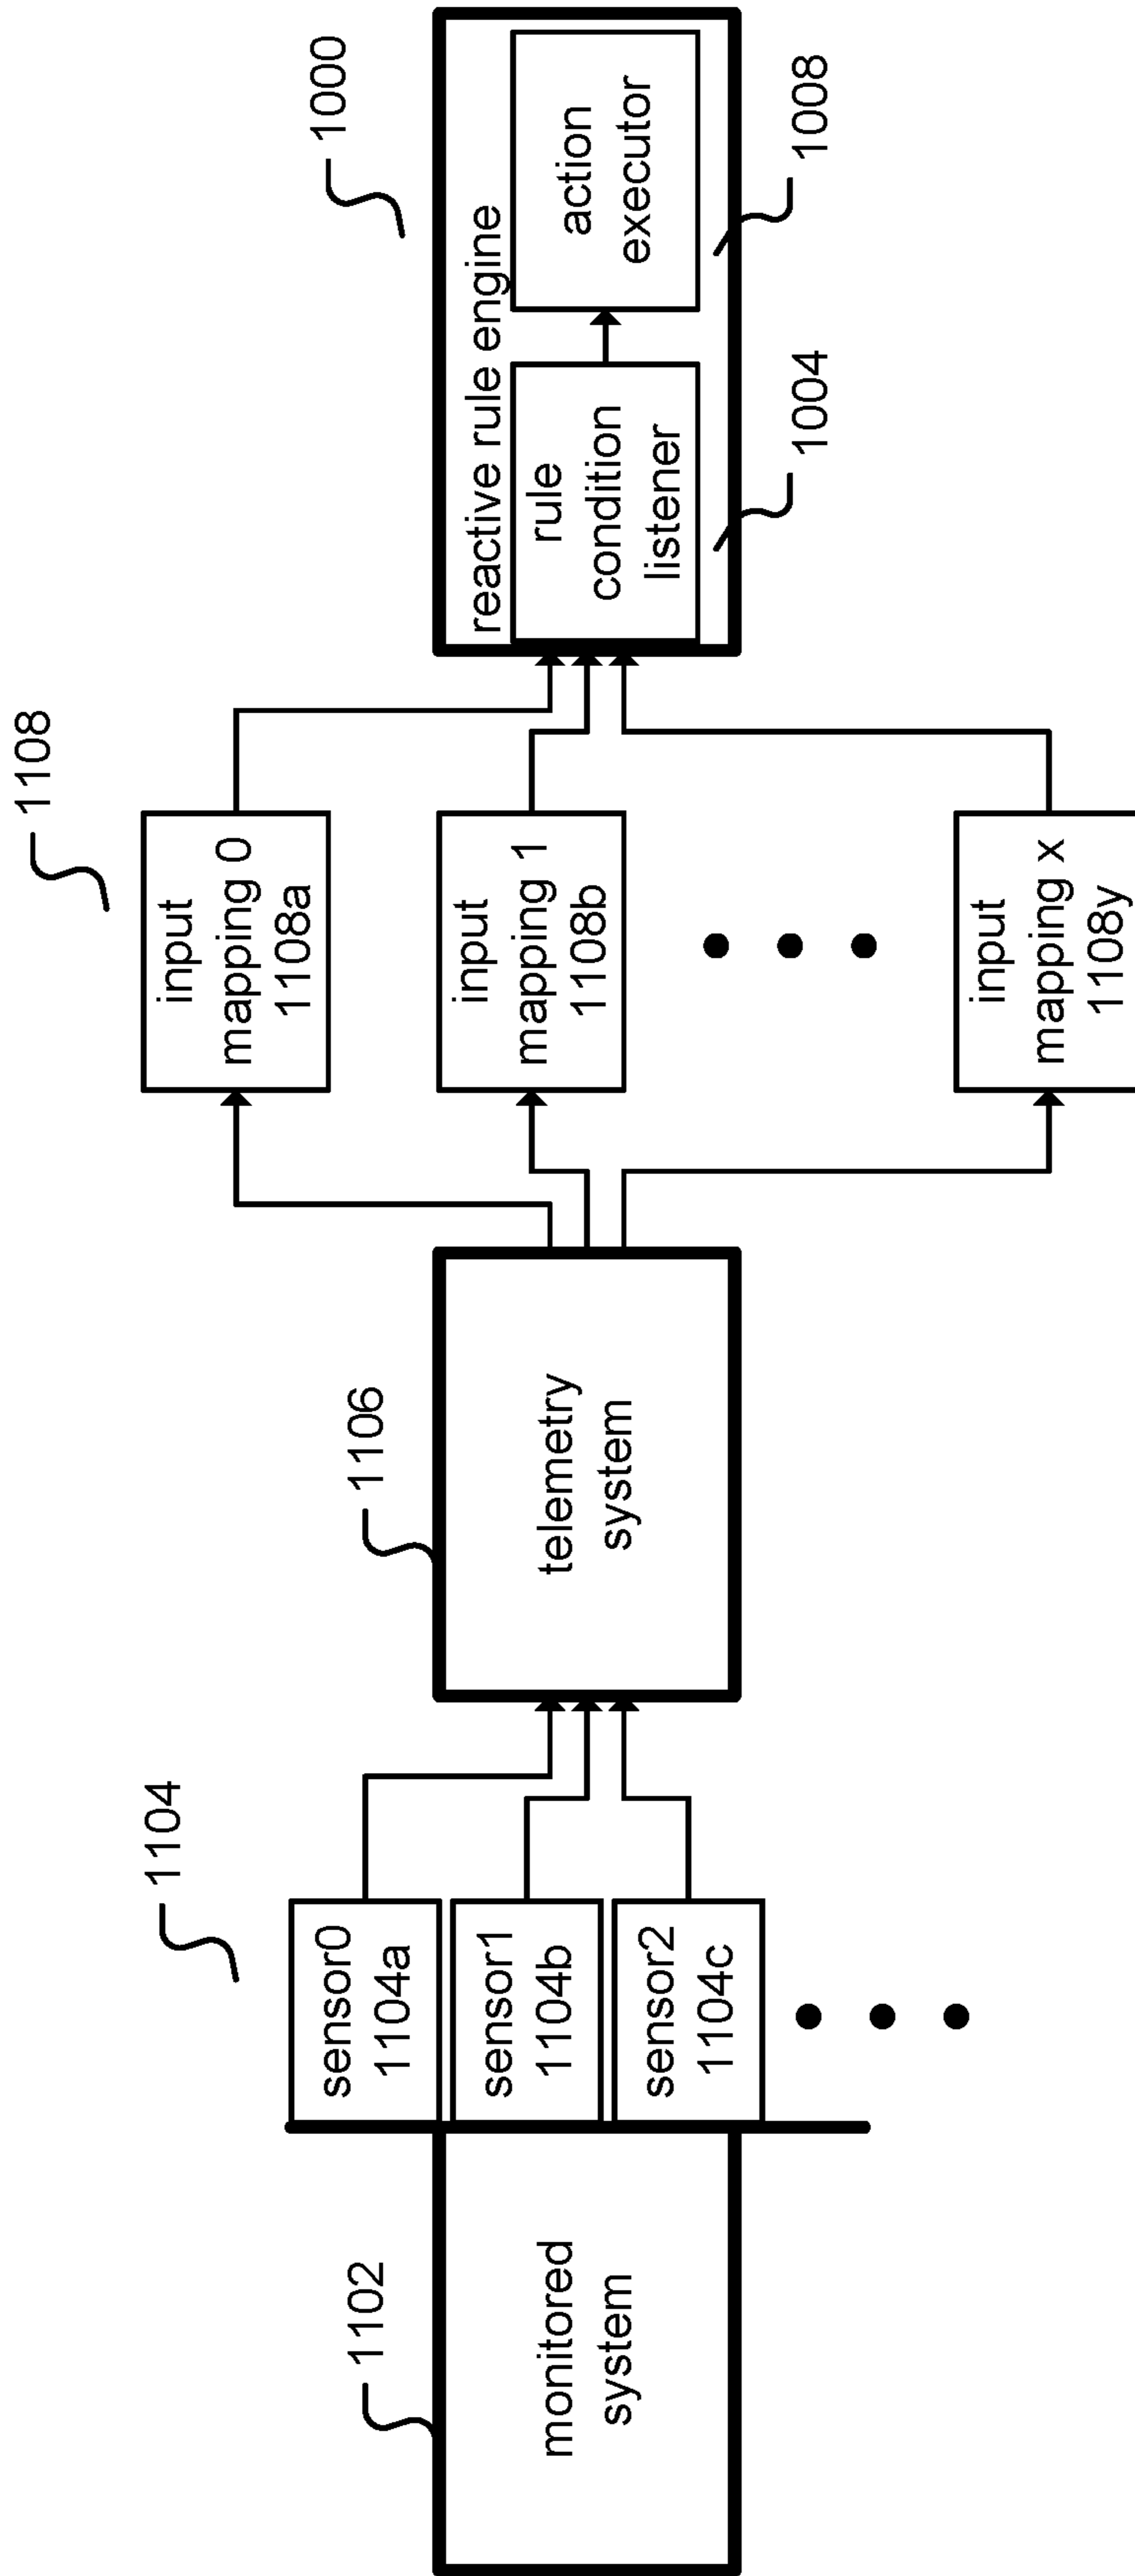 1102
monitored
system
1104
sensor0
1104a
sensor1
1104b
sensor2
1104c
1106
telemetry
system
1108
input
mapping 0
1108a
input
mapping 1
1108b
input
mapping x
1108y
1000
reactive rule engine
rule
condition
listener
action
executor
1004
1008